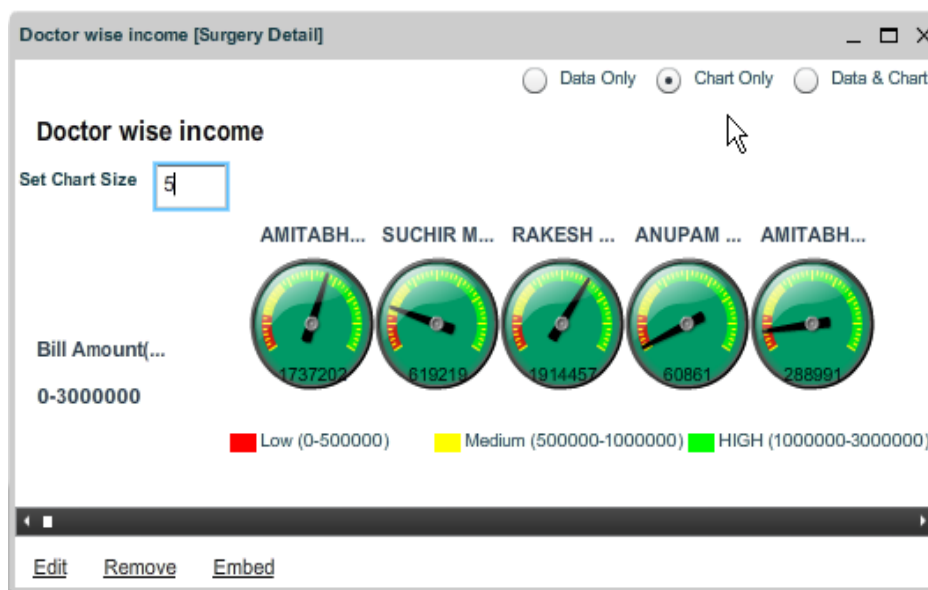 Doctor wise income [Surgery Detail]
Data Only Chart Only Data & Chart
Doctor wise income
Set Chart Size 5
AMITABH... SUCHIR M... RAKESH ... ANUPAM ... AMITABH...
1737202 619219 1914457 60861 288991
Bill Amount(...
0-3000000
Low (0-500000) Medium (500000-1000000) HIGH (1000000-3000000)
Edit Remove Embed